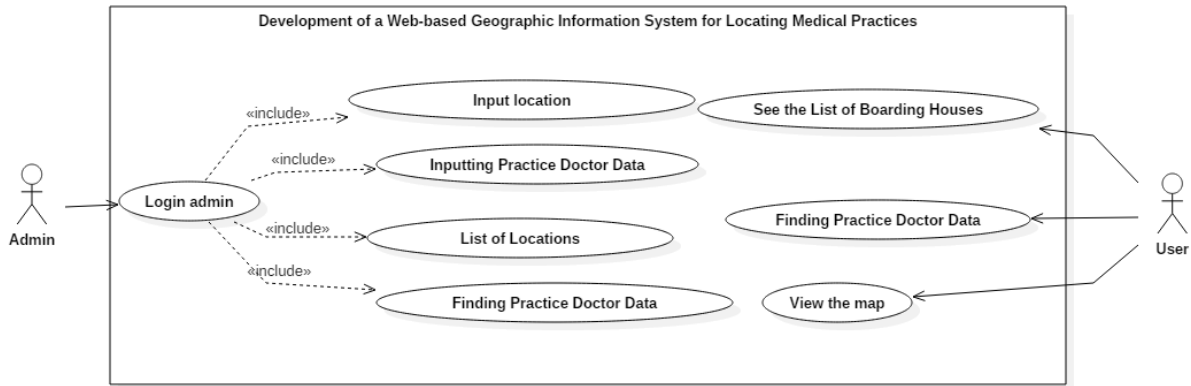 Development of a Web-based Geographic Information System for Locating Medical Practices
Input location
See the List of Boarding Houses
«include»
«include»
Inputting Practice Doctor Data
Login admin
Admin
Finding Practice Doctor Data
User
«include»
List of Locations
«include»
Finding Practice Doctor Data
View the map